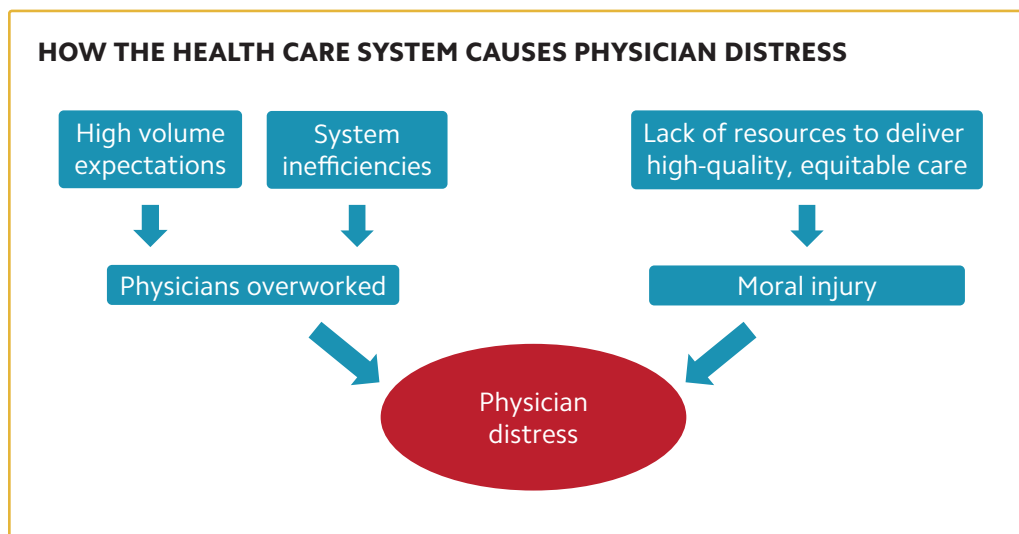 HOW THE HEALTH CARE SYSTEM CAUSES PHYSICIAN DISTRESS
High volume
expectations
System
inefficiencies
Lack of resources to deliver
high-quality, equitable care
Physicians overworked
Moral injury
Physician
distress